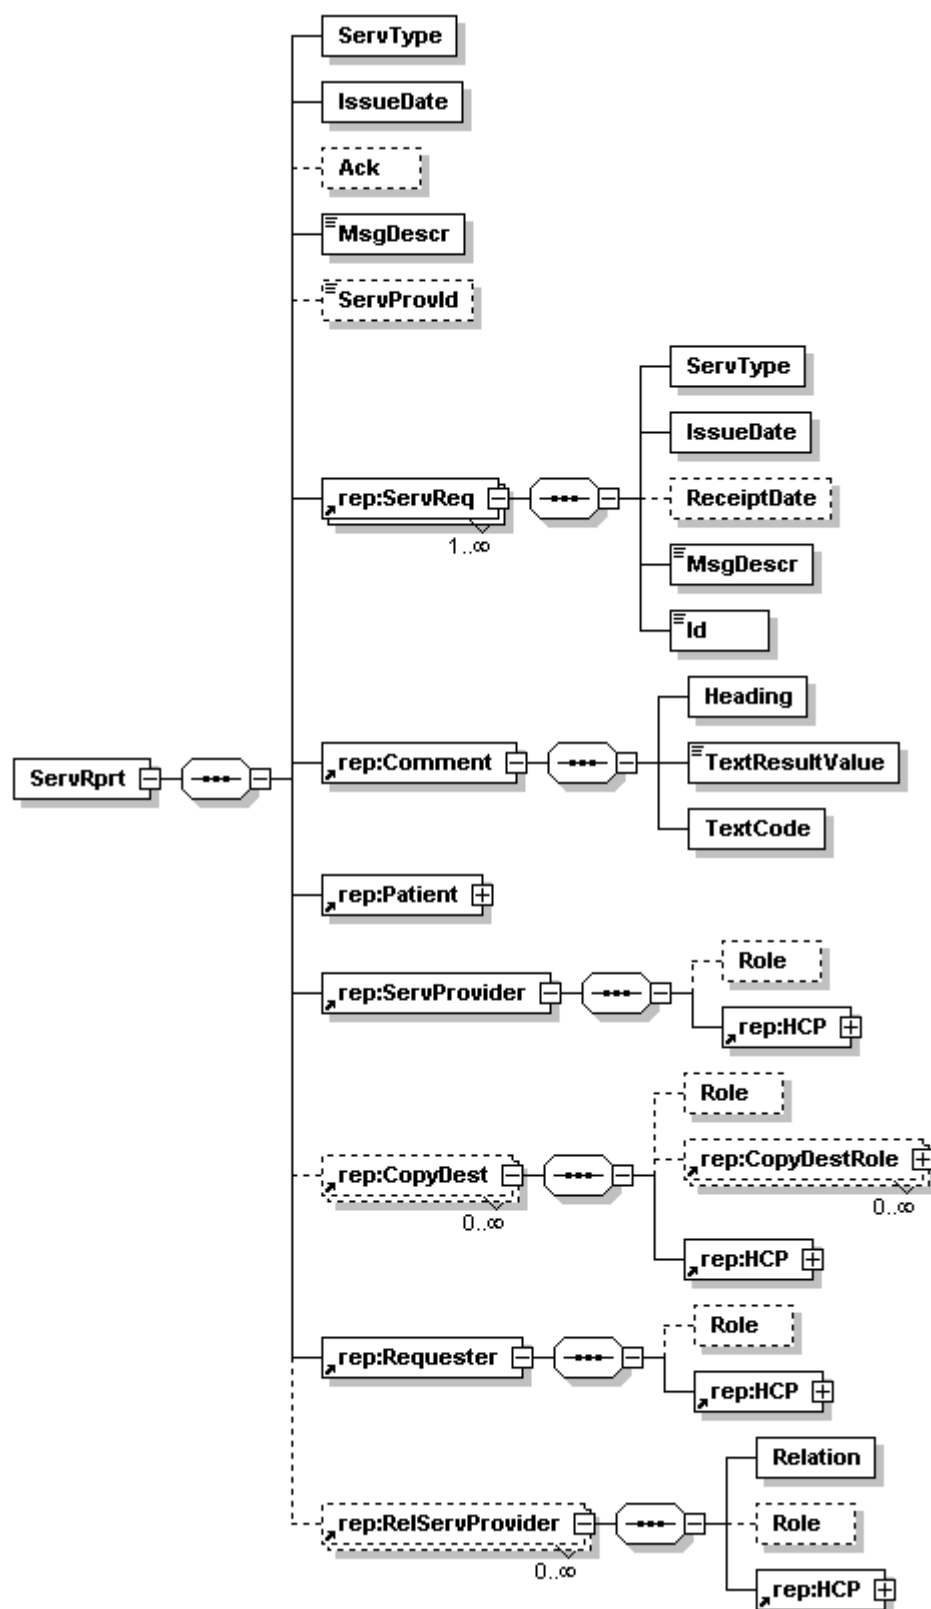 ServType
IssueDate
Ack
MsgDescr
ServProvId
ServType
IssueDate
ReceiptDate
rep:ServReq
1..∞
MsgDescr
Id
Heading
ServRprt
rep:Comment
TextResultValue
TextCode
rep:Patient
Role
rep:ServProvider
rep:HCP
Role
rep:CopyDest
0..∞
rep:CopyDestRole
0..∞
rep:HCP
Role
rep:Requester
rep:HCP
Relation
rep:RelServProvider
0..∞
Role
rep:HCP